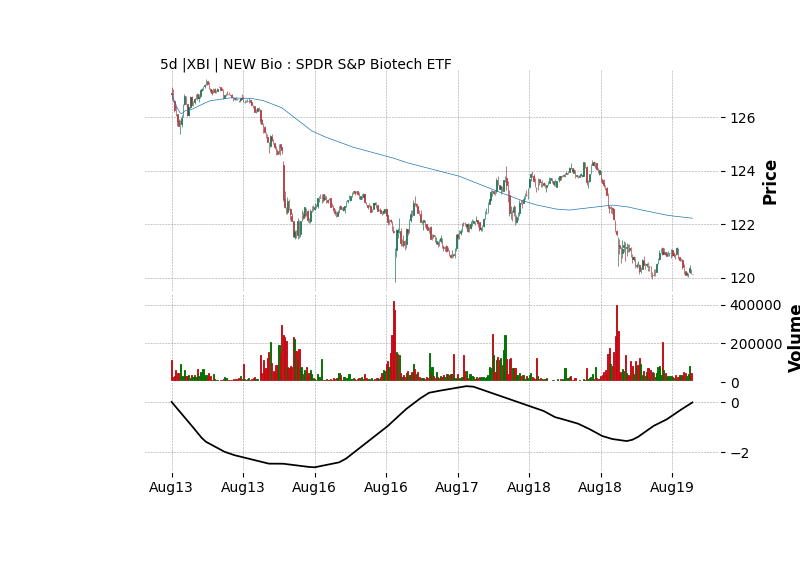 5d |XBI | NEW Bio : SPDR S&P Biotech ETF
126
124
122
120
Price
400000
200000
0
Volume
0
−2
Aug13 Aug13 Aug16 Aug16 Aug17 Aug18 Aug18 Aug19